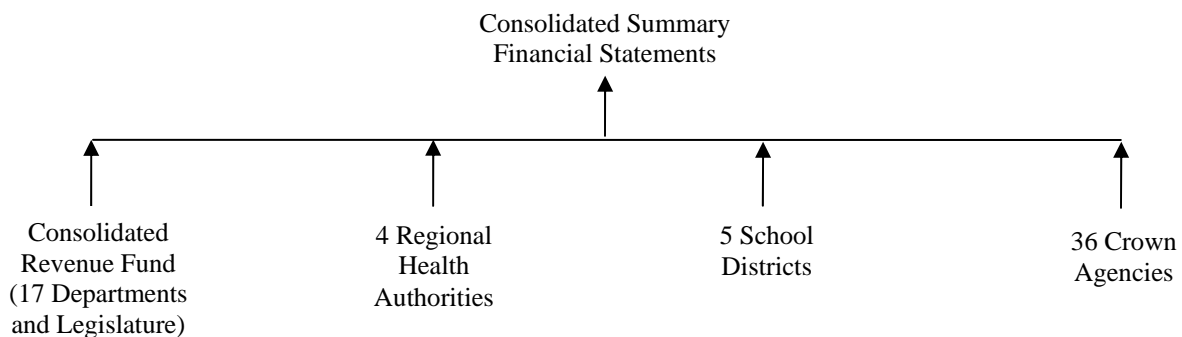 Consolidated Summary
Financial Statements
Consolidated
Revenue Fund
(17 Departments
and Legislature)
4 Regional
Health
Authorities
5 School
Districts
36 Crown
Agencies